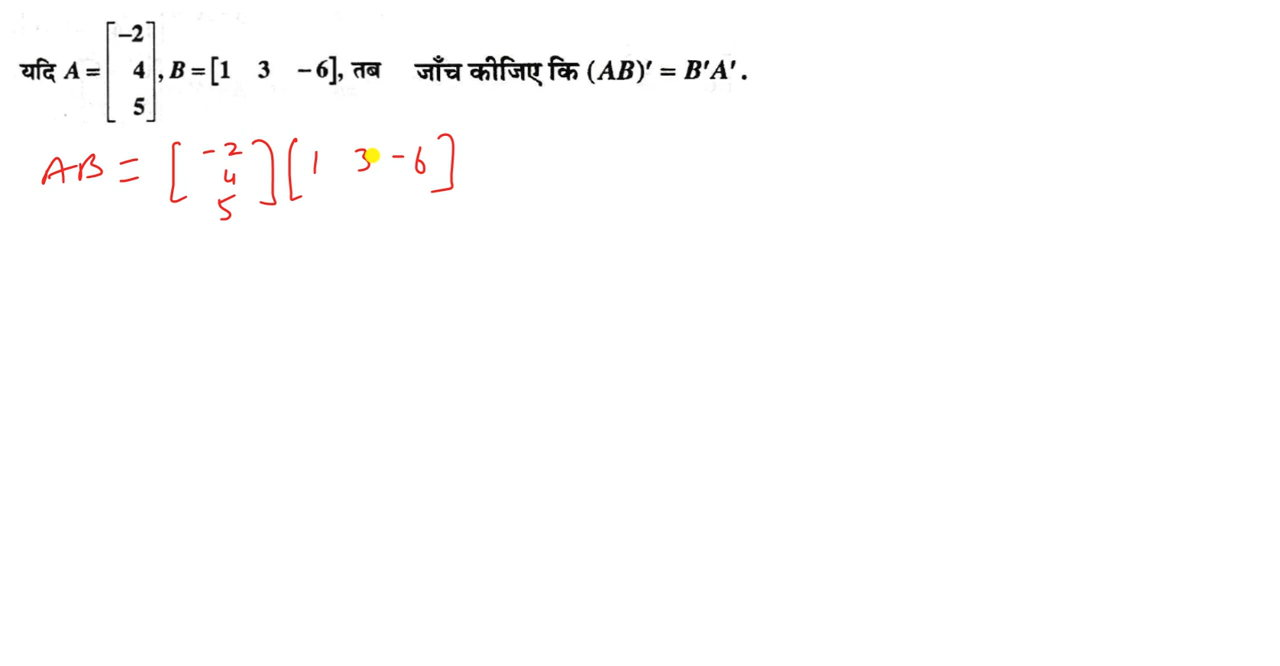 यदि A = [-2 4 5], B = [1 3 -6], तब जाँच कीजिए कि (AB)′ = B′A′.
AB = [-2 4 5] [1 3 -6]